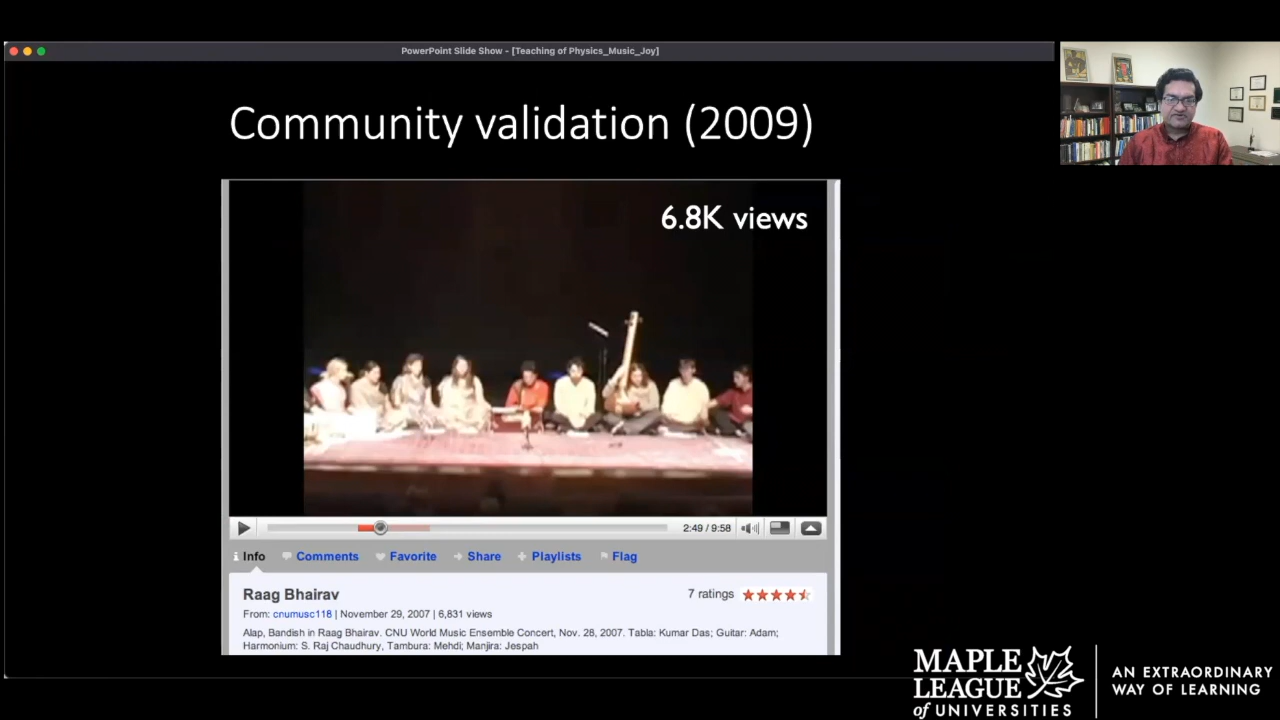 PowerPoint Slide Show - [Teaching of Physics_Music_Joy]
Community validation (2009)
6.8K views
2:49 / 9:58
Info Comments Favorite Share Playlists Flag
Raag Bhairav
7 ratings
From: cnumusc118 | November 29, 2007 | 6,831 views
Alap, Bandish in Raag Bhairav. CNU World Music Ensemble Concert, Nov. 28, 2007. Tabla: Kumar Das; Guitar: Adam;
Harmonium: S. Raj Chaudhury, Tambura: Mehdi; Manjira: Jespah
MAPLE
LEAGUE
of UNIVERSITIES
AN EXTRAORDINARY
WAY OF LEARNING